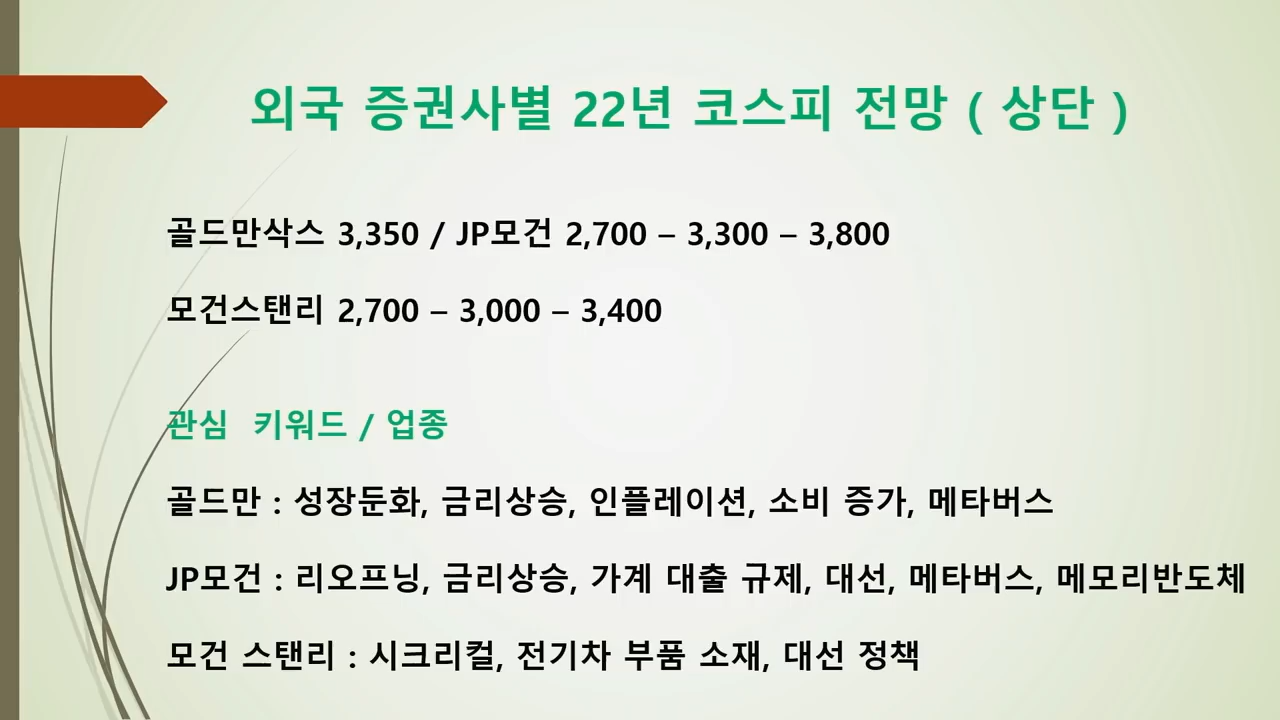 외국 증권사별 22년 코스피 전망 ( 상단 )
골드만삭스 3,350 / JP모건 2,700 – 3,300 – 3,800
모건스탠리 2,700 – 3,000 – 3,400
관심 키워드 / 업종
골드만 : 성장둔화, 금리상승, 인플레이션, 소비 증가, 메타버스
JP모건 : 리오프닝, 금리상승, 가계 대출 규제, 대선, 메타버스, 메모리반도체
모건 스탠리 : 시크리컬, 전기차 부품 소재, 대선 정책